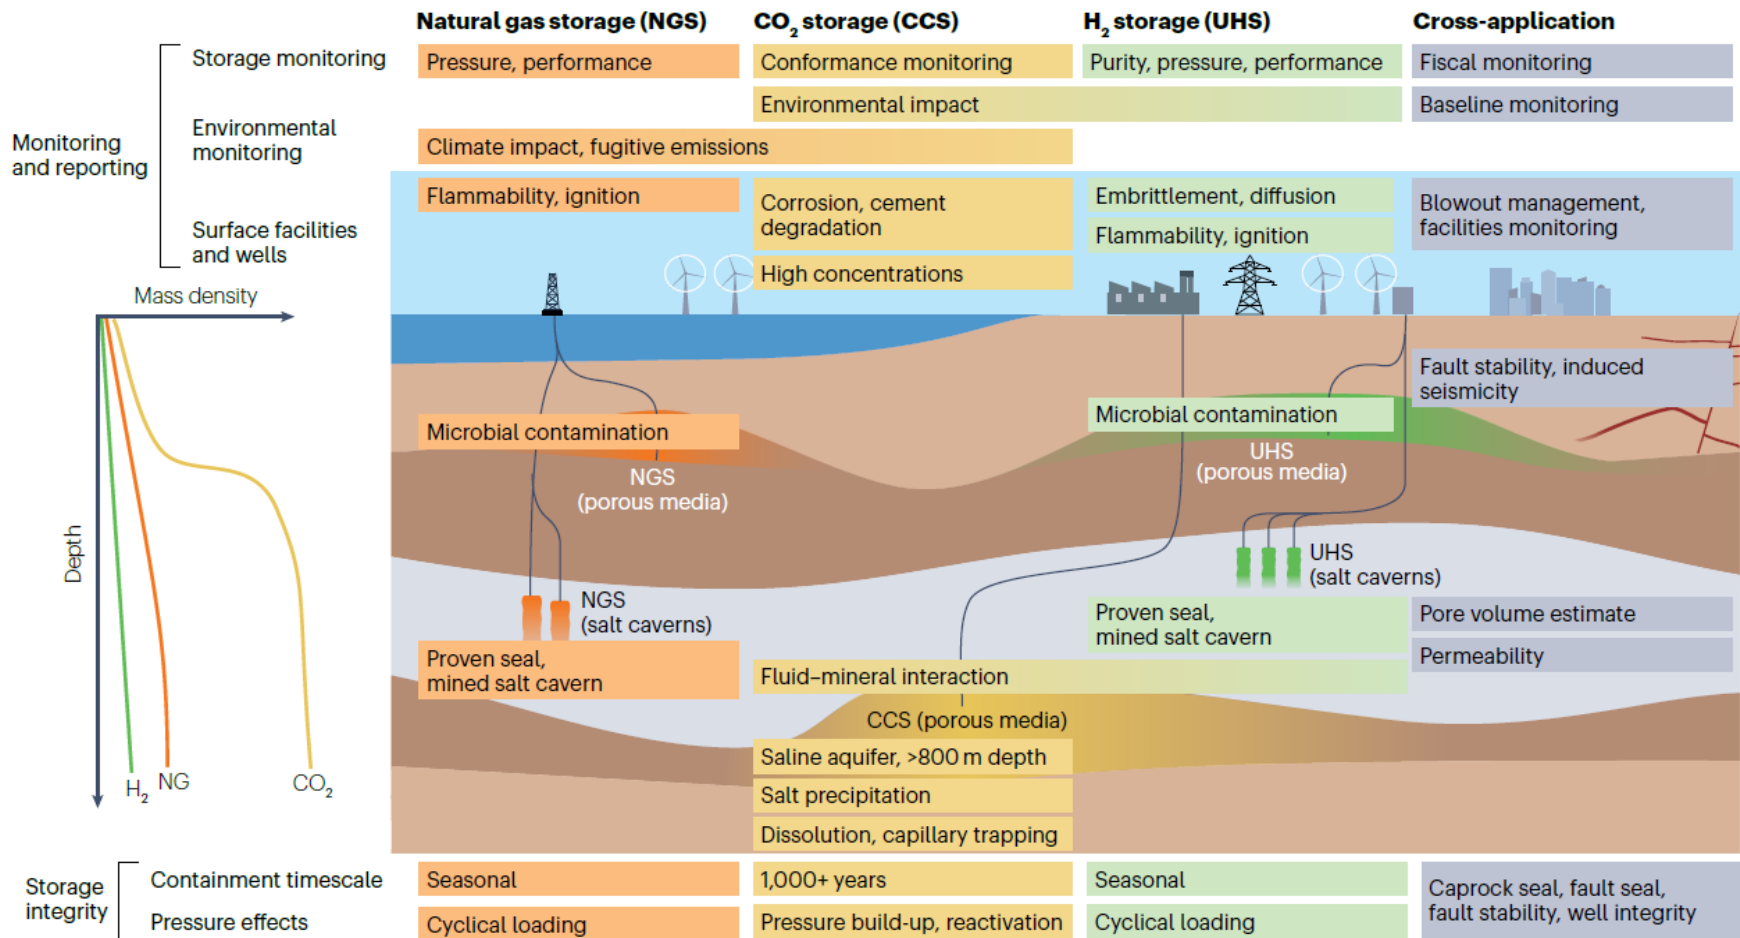 Natural gas storage (NGS)
CO₂ storage (CCS)
H₂ storage (UHS)
Cross-application
Monitoring
and reporting
Storage monitoring
Pressure, performance
Conformance monitoring
Purity, pressure, performance
Fiscal monitoring
Environmental
monitoring
Environmental impact
Baseline monitoring
Climate impact, fugitive emissions
Surface facilities
and wells
Flammability, ignition
Corrosion, cement
degradation
High concentrations
Embrittlement, diffusion
Flammability, ignition
Blowout management,
facilities monitoring
Mass density
Depth
H₂
NG
CO₂
Fault stability, induced
seismicity
Microbial contamination
NGS
(porous media)
Microbial contamination
UHS
(porous media)
NGS
(salt caverns)
UHS
(salt caverns)
Proven seal,
mined salt cavern
Proven seal,
mined salt cavern
Pore volume estimate
Permeability
Fluid–mineral interaction
CCS (porous media)
Saline aquifer, >800 m depth
Salt precipitation
Dissolution, capillary trapping
Storage
integrity
Containment timescale
Seasonal
1,000+ years
Seasonal
Caprock seal, fault seal,
fault stability, well integrity
Pressure effects
Cyclical loading
Pressure build-up, reactivation
Cyclical loading